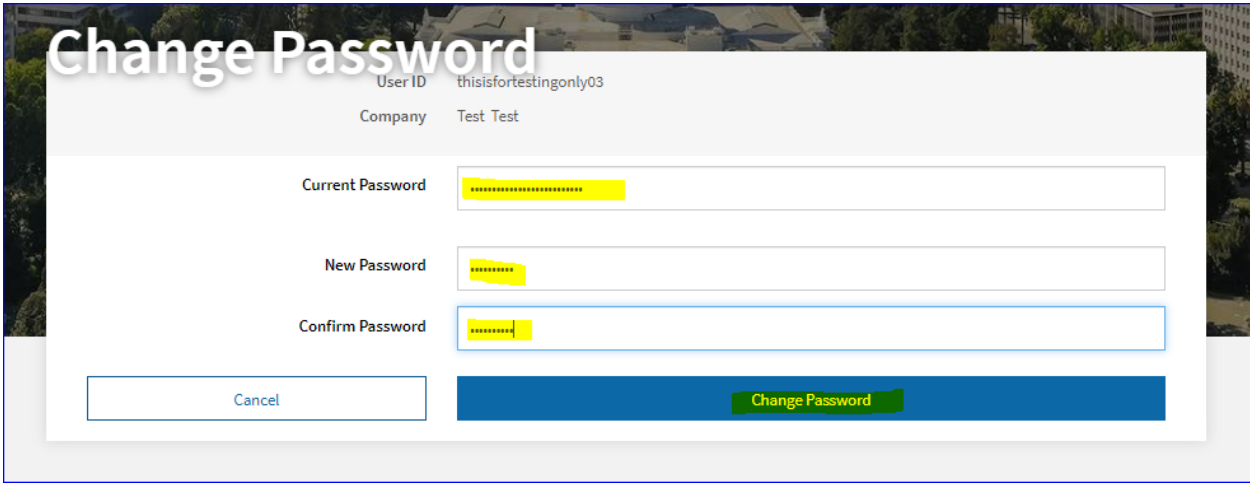 Change Password
User ID thisisfortestingonly03
Company Test Test
Current Password ••••••••••••••••••••••••••
New Password ••••••••••
Confirm Password ••••••••••
Cancel Change Password